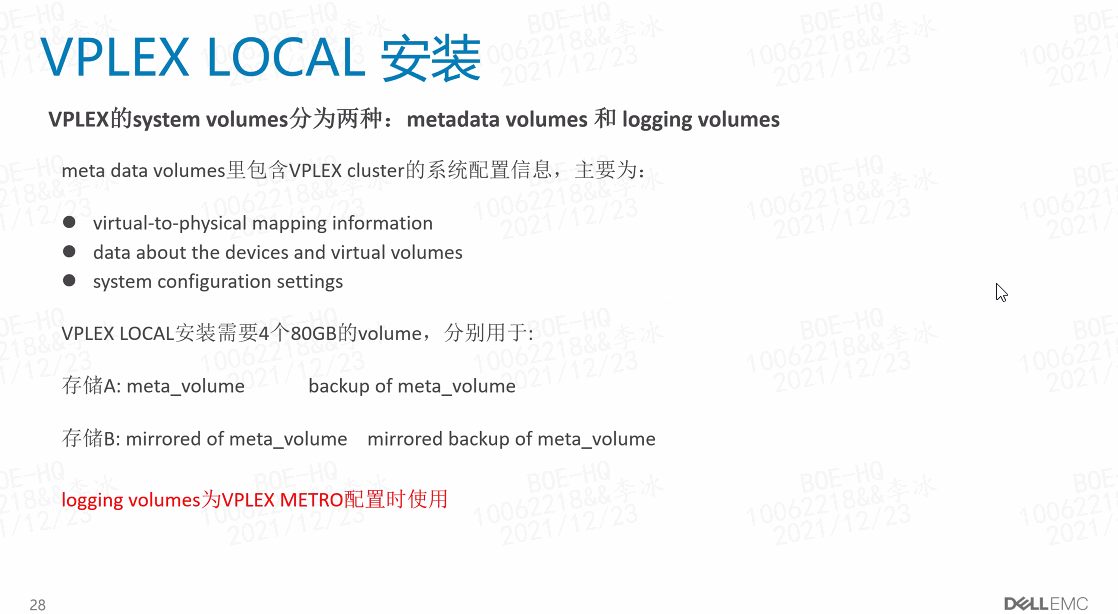 VPLEX LOCAL 安装
VPLEX的system volumes分为两种：metadata volumes 和 logging volumes
meta data volumes里包含VPLEX cluster的系统配置信息，主要为：
● virtual-to-physical mapping information
● data about the devices and virtual volumes
● system configuration settings
VPLEX LOCAL安装需要4个80GB的volume，分别用于:
存储A: meta_volume backup of meta_volume
存储B: mirrored of meta_volume mirrored backup of meta_volume
logging volumes为VPLEX METRO配置时使用
28
DELLEMC
BOE-HQ
10062218&&李冰
2021/12/23